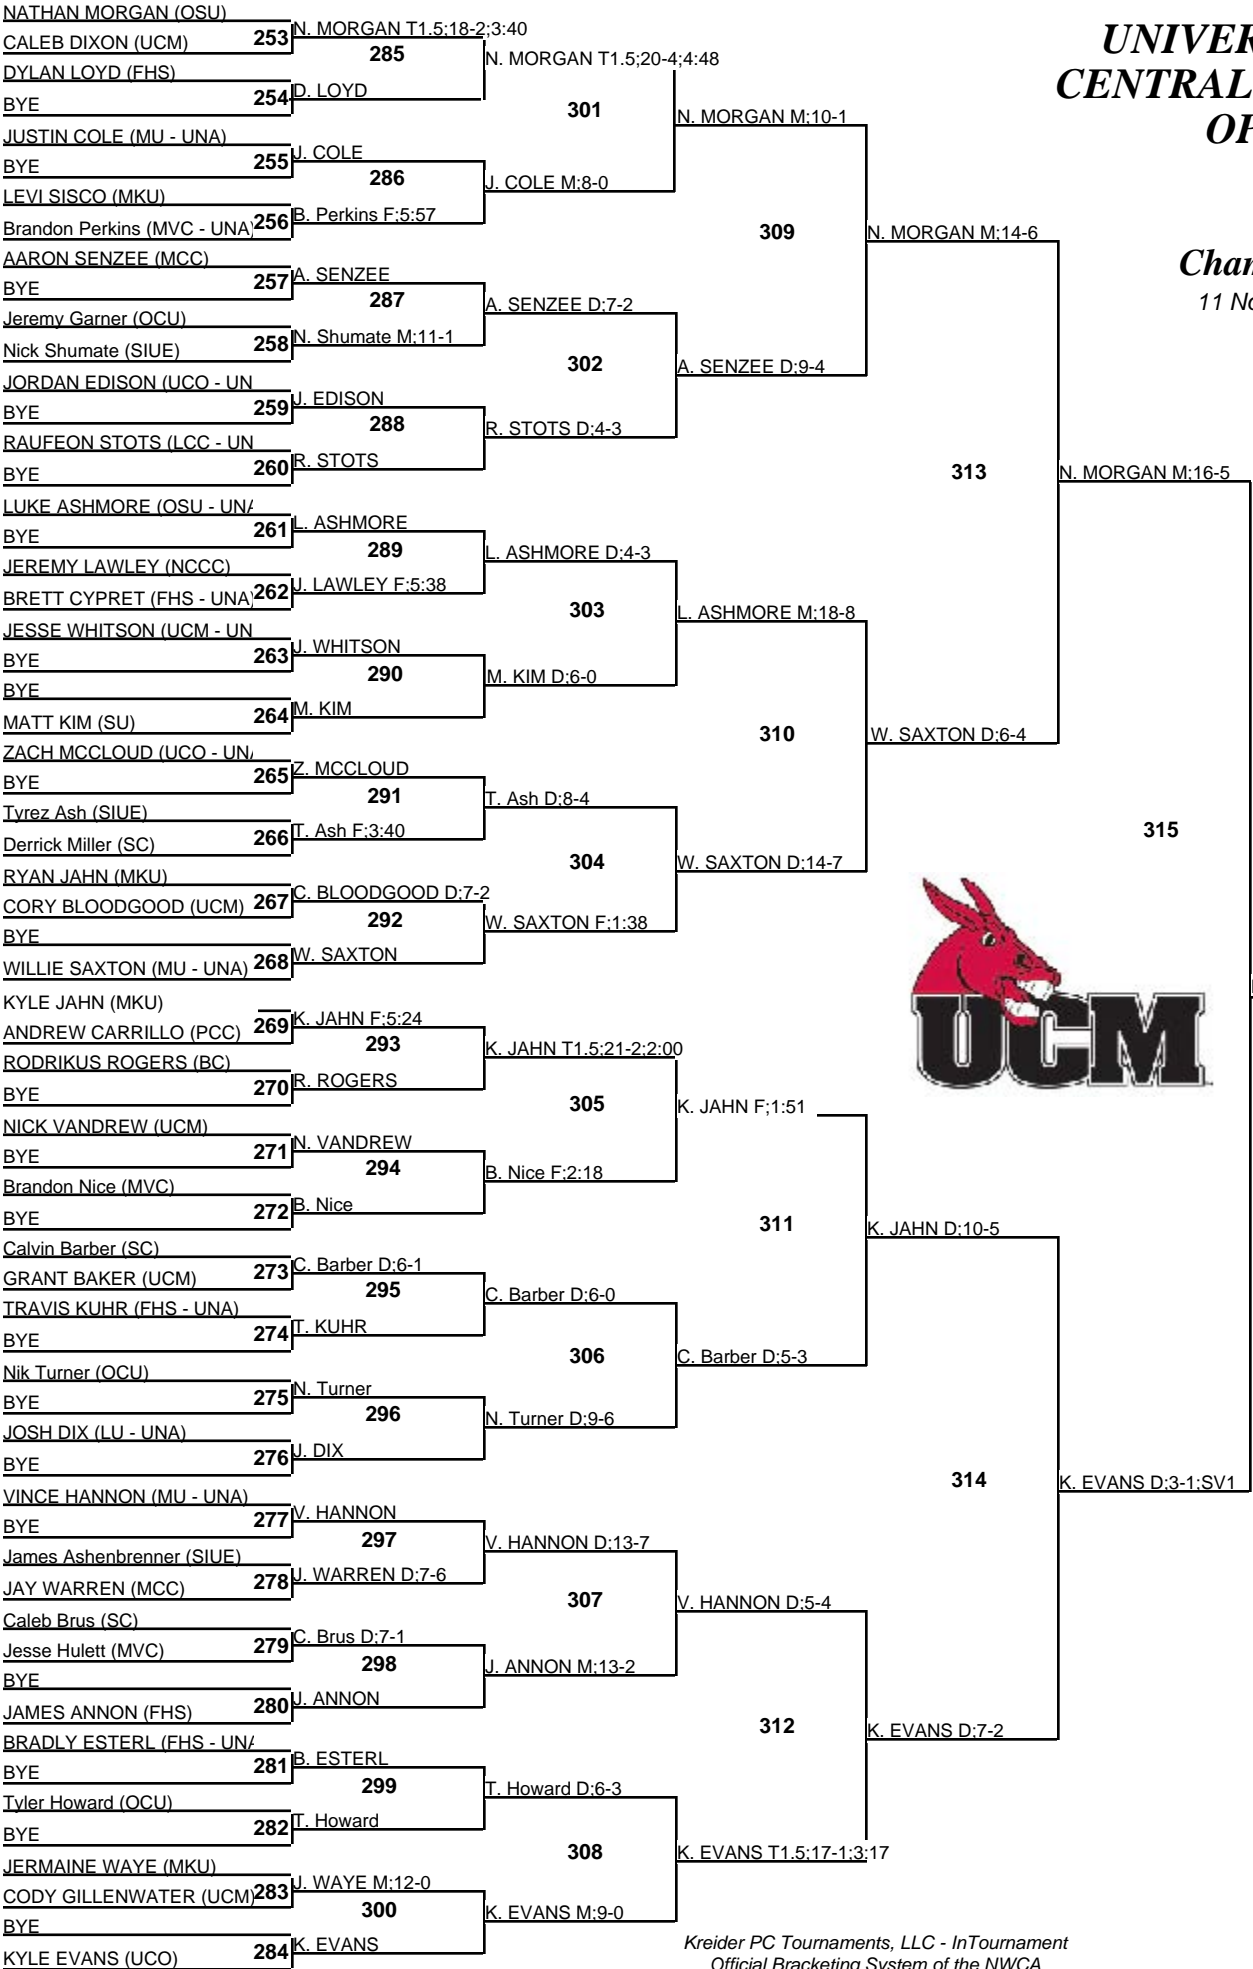 NATHAN MORGAN (OSU)
CALEB DIXON (UCM)
253
N. MORGAN T1.5;18-2;3:40
285
N. MORGAN T1.5;20-4;4:48
DYLAN LOYD (FHS)
BYE
254
D. LOYD
301
N. MORGAN M;10-1
JUSTIN COLE (MU - UNA)
BYE
255
J. COLE
286
J. COLE M;8-0
LEVI SISCO (MKU)
Brandon Perkins (MVC - UNA)
256
B. Perkins F;5:57
309
N. MORGAN M;14-6
AARON SENZEE (MCC)
BYE
257
A. SENZEE
287
A. SENZEE D;7-2
Jeremy Garner (OCU)
Nick Shumate (SIUE)
258
N. Shumate M;11-1
302
A. SENZEE D;9-4
JORDAN EDISON (UCO - UN
BYE
259
J. EDISON
288
R. STOTS D;4-3
RAUFEON STOTS (LCC - UN
BYE
260
R. STOTS
313
N. MORGAN M;16-5
LUKE ASHMORE (OSU - UNA
BYE
261
L. ASHMORE
289
L. ASHMORE D;4-3
JEREMY LAWLEY (NCCC)
BRETT CYPRET (FHS - UNA)
262
J. LAWLEY F;5:38
303
L. ASHMORE M;18-8
JESSE WHITSON (UCM - UN
BYE
263
J. WHITSON
290
M. KIM D;6-0
BYE
MATT KIM (SU)
264
M. KIM
310
W. SAXTON D;6-4
ZACH MCCLOUD (UCO - UNA
BYE
265
Z. MCCLOUD
291
T. Ash D;8-4
Tyrez Ash (SIUE)
Derrick Miller (SC)
266
T. Ash F;3:40
304
W. SAXTON D;14-7
RYAN JAHN (MKU)
CORY BLOODGOOD (UCM)
267
C. BLOODGOOD D;7-2
292
W. SAXTON F;1:38
BYE
WILLIE SAXTON (MU - UNA)
268
W. SAXTON
315
KYLE JAHN (MKU)
ANDREW CARRILLO (PCC)
269
K. JAHN F;5:24
293
K. JAHN T1.5;21-2;2:00
RODRIKUS ROGERS (BC)
BYE
270
R. ROGERS
305
K. JAHN F;1:51
NICK VANDREW (UCM)
BYE
271
N. VANDREW
294
B. Nice F;2:18
Brandon Nice (MVC)
BYE
272
B. Nice
311
K. JAHN D;10-5
Calvin Barber (SC)
GRANT BAKER (UCM)
273
C. Barber D;6-1
295
C. Barber D;6-0
TRAVIS KUHR (FHS - UNA)
BYE
274
T. KUHR
306
C. Barber D;5-3
Nik Turner (OCU)
BYE
275
N. Turner
296
N. Turner D;9-6
JOSH DIX (LU - UNA)
BYE
276
J. DIX
314
K. EVANS D;3-1;SV1
VINCE HANNON (MU - UNA)
BYE
277
V. HANNON
297
V. HANNON D;13-7
James Ashenbrenner (SIUE)
JAY WARREN (MCC)
278
J. WARREN D;7-6
307
V. HANNON D;5-4
Caleb Brus (SC)
Jesse Hulett (MVC)
279
C. Brus D;7-1
298
J. ANNON M;13-2
BYE
JAMES ANNON (FHS)
280
J. ANNON
312
K. EVANS D;7-2
BRADLY ESTERL (FHS - UNA
BYE
281
B. ESTERL
299
T. Howard D;6-3
Tyler Howard (OCU)
BYE
282
T. Howard
308
K. EVANS T1.5;17-1;3:17
JERMAINE WAYE (MKU)
CODY GILLENWATER (UCM)
283
J. WAYE M;12-0
300
K. EVANS M;9-0
BYE
KYLE EVANS (UCO)
284
K. EVANS
UNIVER
CENTRAL
OP
Cham
11 No
UCM
Kreider PC Tournaments, LLC - InTournament
Official Bracketing System of the NWCA